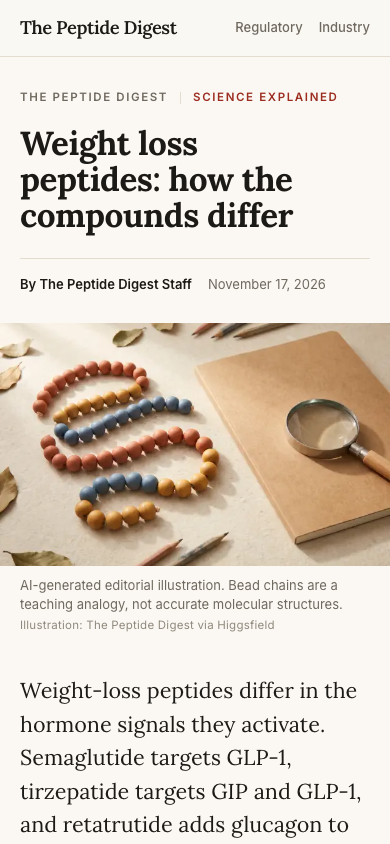 The Peptide Digest
Regulatory Industry
THE PEPTIDE DIGEST | SCIENCE EXPLAINED
Weight loss
peptides: how the
compounds differ
By The Peptide Digest Staff November 17, 2026
AI-generated editorial illustration. Bead chains are a
teaching analogy, not accurate molecular structures.
Illustration: The Peptide Digest via Higgsfield
Weight-loss peptides differ in the
hormone signals they activate.
Semaglutide targets GLP-1,
tirzepatide targets GIP and GLP-1,
and retatrutide adds glucagon to